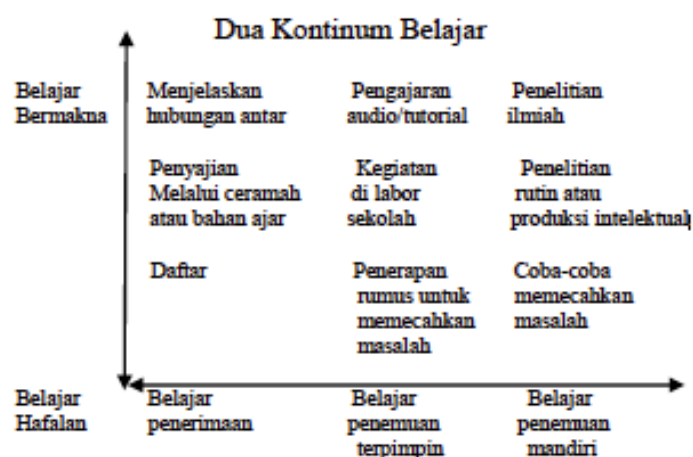 Dua Kontinum Belajar
Belajar Menjelaskan Pengajaran Penelitian
Bermakna hubungan antar audio/tutorial ilmiah
Penyajian Kegiatan Penelitian
Melalui ceramah di labor rutin atau
atau bahan ajar sekolah produksi intelektual
Daftar Penerapan Coba-coba
rumus untuk memecahkan
memecahkan masalah
masalah
Belajar Belajar Belajar Belajar
Hafalan penerimaan penemuan penemuan
terpimpin mandiri